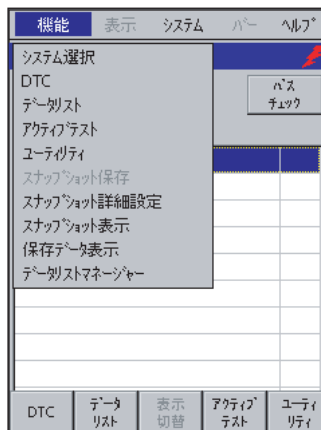 機能 表示 システム バー ヘルプ
システム選択
DTC
データリスト
アクティブテスト
ユーティリティ
スナップショット保存
スナップショット詳細設定
スナップショット表示
保存データ表示
データリストマネージャー
バス
チェック
DTC
データ
リスト
表示
切替
アクティブ
テスト
ユーティ
リティ